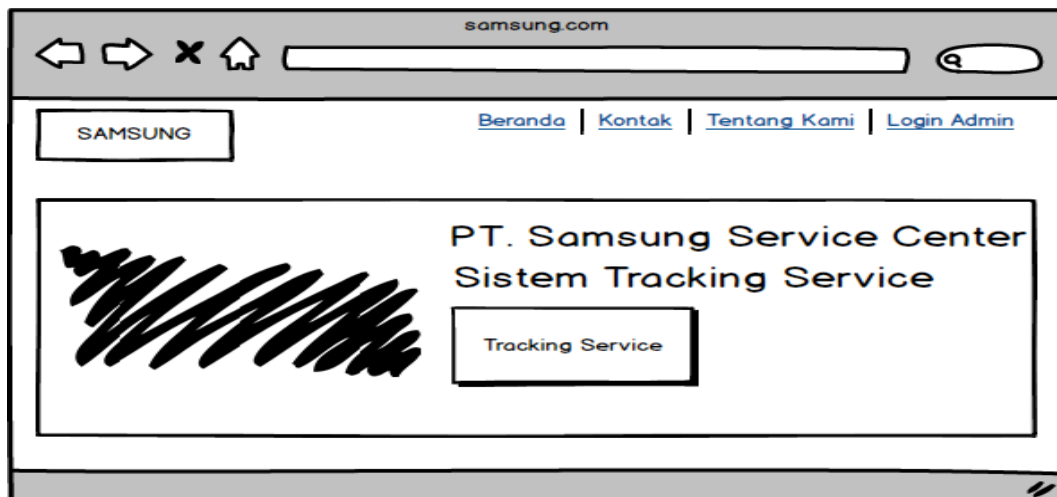 samsung.com
SAMSUNG
Beranda | Kontak | Tentang Kami | Login Admin
PT. Samsung Service Center
Sistem Tracking Service
Tracking Service